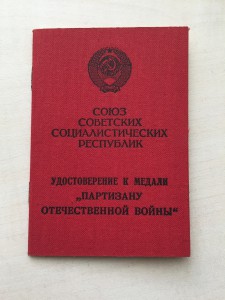 СОЮЗ
СОВЕТСКИХ
СОЦИАЛИСТИЧЕСКИХ
РЕСПУБЛИК
УДОСТОВЕРЕНИЕ К МЕДАЛИ
„ПАРТИЗАНУ
ОТЕЧЕСТВЕННОЙ ВОЙНЫ“